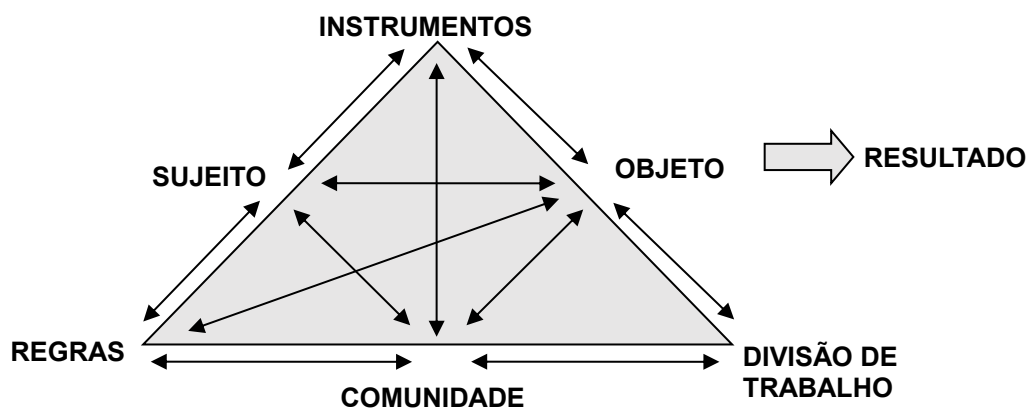 INSTRUMENTOS
SUJEITO
OBJETO
RESULTADO
REGRAS
COMUNIDADE
DIVISÃO DE
TRABALHO